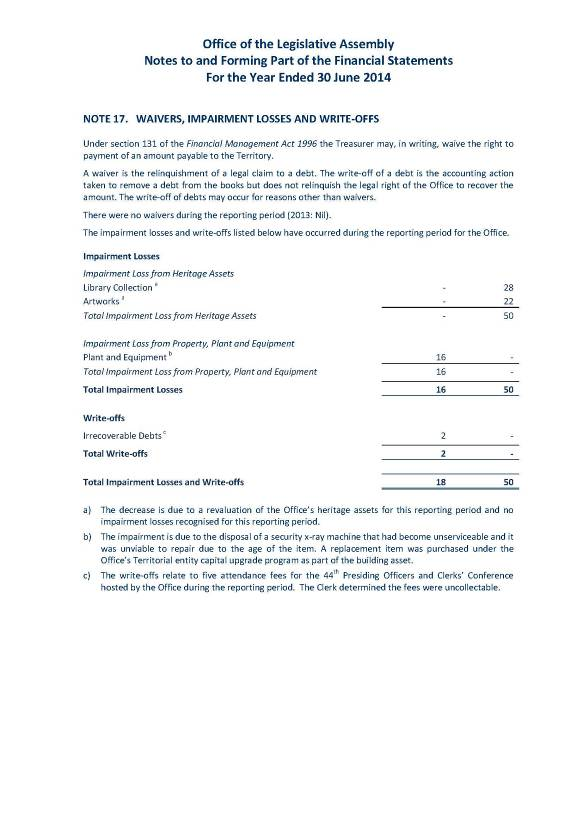 Office of the Legislative Assembly
Notes to and Forming Part of the Financial Statements
For the Year Ended 30 June 2014
NOTE 17. WAIVERS, IMPAIRMENT LOSSES AND WRITE-OFFS
Under section 131 of the Financial Management Act 1996 the Treasurer may, in writing, waive the right to
payment of an amount payable to the Territory.
A waiver is the relinquishment of a legal claim to a debt. The write-off of a debt is the accounting action
taken to remove a debt from the books but does not relinquish the legal right of the Office to recover the
amount. The write-off of debts may occur for reasons other than waivers.
There were no waivers during the reporting period (2013: Nil).
The impairment losses and write-offs listed below have occurred during the reporting period for the Office.
Impairment Losses
Impairment Loss from Heritage Assets
Library Collection a - 28
Artworks a - 22
Total Impairment Loss from Heritage Assets - 50
Impairment Loss from Property, Plant and Equipment
Plant and Equipment b 16 -
Total Impairment Loss from Property, Plant and Equipment 16 -
Total Impairment Losses 16 50
Write-offs
Irrecoverable Debts c 2 -
Total Write-offs 2 -
Total Impairment Losses and Write-offs 18 50
a) The decrease is due to a revaluation of the Office's heritage assets for this reporting period and no
impairment losses recognised for this reporting period.
b) The impairment is due to the disposal of a security x-ray machine that had become unserviceable and it
was unviable to repair due to the age of the item. A replacement item was purchased under the
Office's Territorial entity capital upgrade program as part of the building asset.
c) The write-offs relate to five attendance fees for the 44th Presiding Officers and Clerks' Conference
hosted by the Office during the reporting period. The Clerk determined the fees were uncollectable.